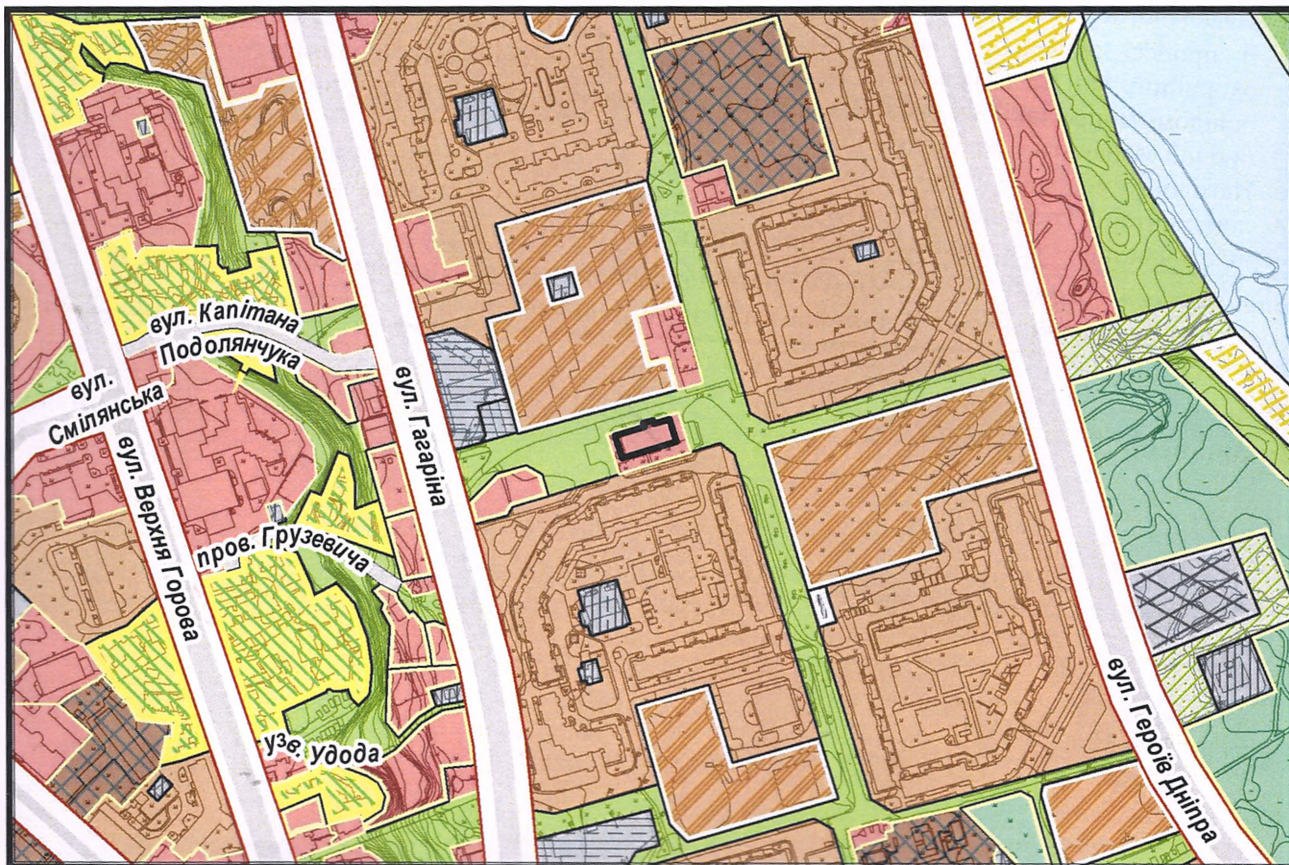 вул. Капітана
Подолянчука
вул.
Смілянська
вул. Верхня Горова
вул. Гагаріна
пров. Грузевича
узв. Удода
вул. Героїв Дніпра